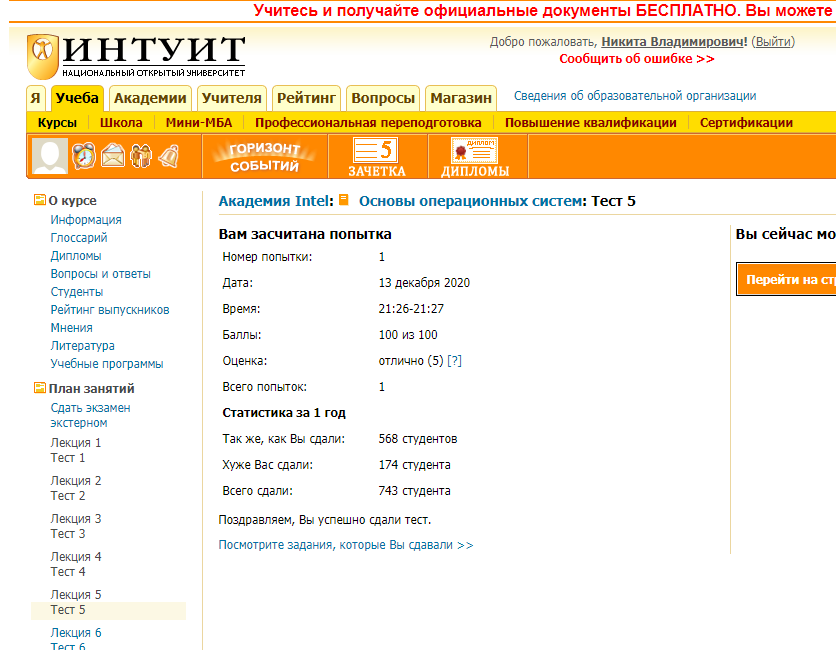 Учитесь и получайте официальные документы БЕСПЛАТНО. Вы можете
ИНТУИТ
НАЦИОНАЛЬНЫЙ ОТКРЫТЫЙ УНИВЕРСИТЕТ
Добро пожаловать, Никита Владимирович! (Выйти)
Сообщить об ошибке >>
Я Учеба Академии Учителя Рейтинг Вопросы Магазин Сведения об образовательной организации
Курсы Школа Мини-МБА Профессиональная переподготовка Повышение квалификации Сертификации
ГОРИЗОНТ
СОБЫТИЙ
5
ЗАЧЕТКА
ДИПЛОМ
ДИПЛОМЫ
О курсе
Информация
Глоссарий
Дипломы
Вопросы и ответы
Студенты
Рейтинг выпускников
Мнения
Литература
Учебные программы
План занятий
Сдать экзамен
экстерном
Лекция 1
Тест 1
Лекция 2
Тест 2
Лекция 3
Тест 3
Лекция 4
Тест 4
Лекция 5
Тест 5
Лекция 6
Тест 6
Академия Intel: Основы операционных систем: Тест 5
Вам засчитана попытка
Номер попытки: 1
Дата: 13 декабря 2020
Время: 21:26-21:27
Баллы: 100 из 100
Оценка: отлично (5) [?]
Всего попыток: 1
Статистика за 1 год
Так же, как Вы сдали: 568 студентов
Хуже Вас сдали: 174 студента
Всего сдали: 743 студента
Поздравляем, Вы успешно сдали тест.
Посмотрите задания, которые Вы сдавали >>
Вы сейчас мо
Перейти на ст